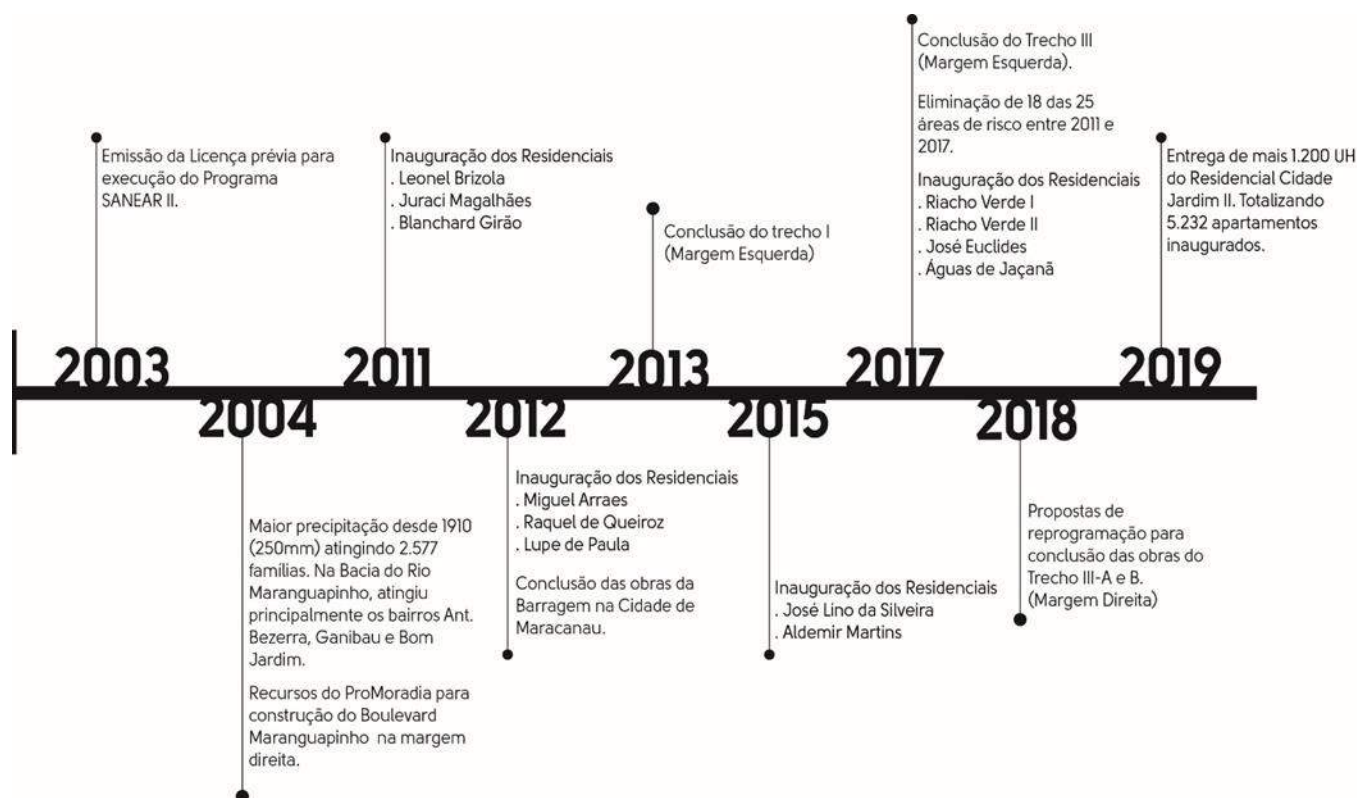 2003
Emissão da Licença prévia para
execução do Programa
SANEAR II.
2004
Maior precipitação desde 1910
(250mm) atingindo 2.577
famílias. Na Bacia do Rio
Maranguapinho, atingiu
principalmente os bairros Ant.
Bezerra, Ganibau e Bom
Jardim.
Recursos do ProMoradia para
construção do Boulevard
Maranguapinho na margem
direita.
2011
Inauguração dos Residenciais
. Leonel Brizola
. Juraci Magalhães
. Blanchard Girão
2012
Inauguração dos Residenciais
. Miguel Arraes
. Raquel de Queiroz
. Lupe de Paula
Conclusão das obras da
Barragem na Cidade de
Maracanau.
2013
Conclusão do trecho I
(Margem Esquerda)
2015
Inauguração dos Residenciais
. José Lino da Silveira
. Aldemir Martins
2017
Conclusão do Trecho III
(Margem Esquerda).
Eliminação de 18 das 25
áreas de risco entre 2011 e
2017.
Inauguração dos Residenciais
. Riacho Verde I
. Riacho Verde II
. José Euclides
. Águas de Jaçanã
2018
Propostas de
reprogramação para
conclusão das obras do
Trecho III-A e B.
(Margem Direita)
2019
Entrega de mais 1.200 UH
do Residencial Cidade
Jardim II. Totalizando
5.232 apartamentos
inaugurados.